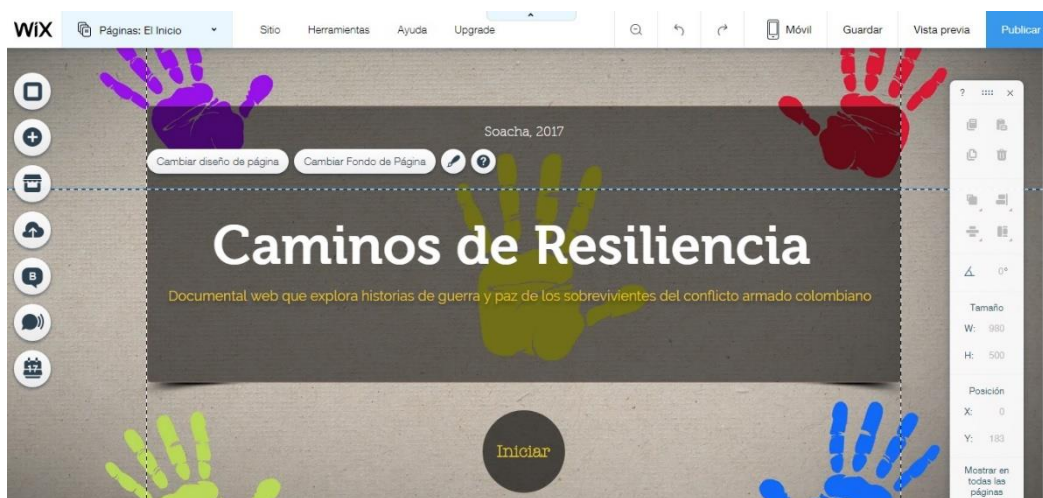 WiX
Páginas: El Inicio
Sitio
Herramientas
Ayuda
Upgrade
Móvil
Guardar
Vista previa
Publicar
? ×
Soacha, 2017
Cambiar diseño de página
Cambiar Fondo de Página
?
Caminos de Resiliencia
Documental web que explora historias de guerra y paz de los sobrevivientes del conflicto armado colombiano
Iniciar
B
17
0°
Tamaño
W: 980
H: 500
Posición
X: 0
Y: 183
Mostrar en
todas las
páginas